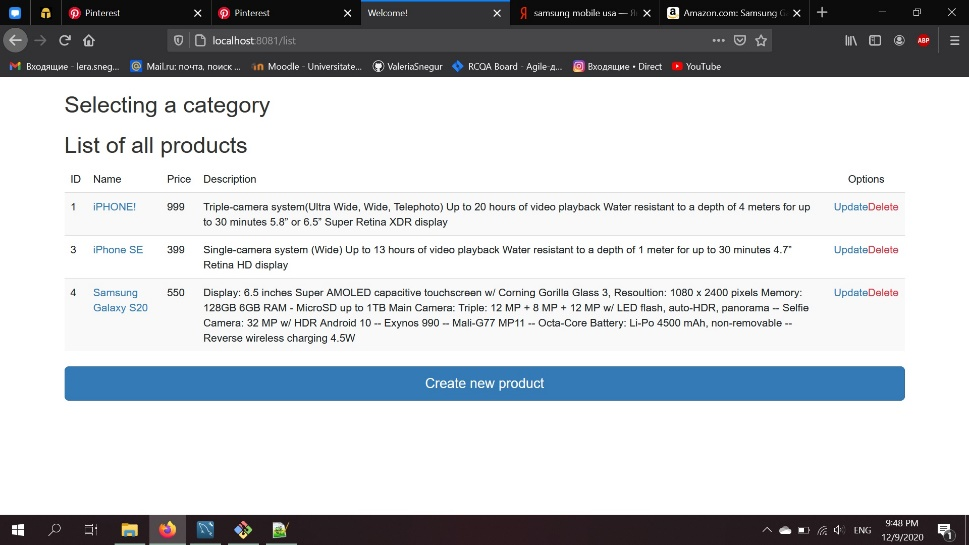 Pinterest
Pinterest
Welcome!
samsung mobile usa — Я
Amazon.com: Samsung G
localhost:8081/list
ABP
Входящие - lera.sneg...
Mail.ru: почта, поиск ...
Moodle - Universitate...
ValeriaSnegur
RCQA Board - Agile-д...
Входящие • Direct
YouTube
Selecting a category
List of all products
ID Name Price Description Options
1 iPHONE! 999 Triple-camera system(Ultra Wide, Wide, Telephoto) Up to 20 hours of video playback Water resistant to a depth of 4 meters for up UpdateDelete
to 30 minutes 5.8” or 6.5” Super Retina XDR display
3 iPhone SE 399 Single-camera system (Wide) Up to 13 hours of video playback Water resistant to a depth of 1 meter for up to 30 minutes 4.7” UpdateDelete
Retina HD display
4 Samsung 550 Display: 6.5 inches Super AMOLED capacitive touchscreen w/ Corning Gorilla Glass 3, Resoultion: 1080 x 2400 pixels Memory: UpdateDelete
Galaxy S20 128GB 6GB RAM - MicroSD up to 1TB Main Camera: Triple: 12 MP + 8 MP + 12 MP w/ LED flash, auto-HDR, panorama -- Selfie
Camera: 32 MP w/ HDR Android 10 -- Exynos 990 -- Mali-G77 MP11 -- Octa-Core Battery: Li-Po 4500 mAh, non-removable --
Reverse wireless charging 4.5W
Create new product
ENG
9:48 PM
12/9/2020
1